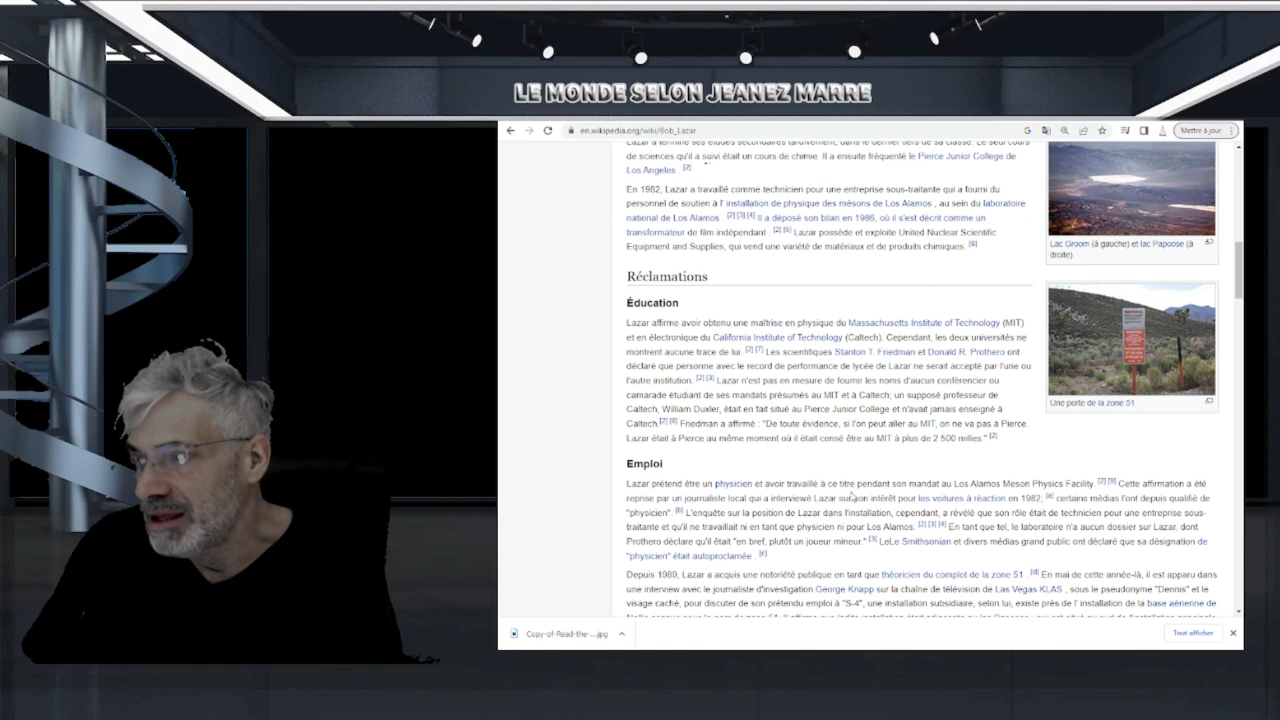 LE MONDE SELON JEANEZ MARRE
en.wikipedia.org/wiki/Bob_Lazar
Mettre à jour
Lazar a terminé ses études secondaires tardivement, dans le dernier tiers de sa classe. Le seul cours
de sciences qu'il a suivi était un cours de chimie. Il a ensuite fréquenté le Pierce Junior College de
Los Angeles . [2]
En 1982, Lazar a travaillé comme technicien pour une entreprise sous-traitante qui a fourni du
personnel de soutien à l' installation de physique des mésons de Los Alamos , au sein du laboratoire
national de Los Alamos . [2] [3] [4] Il a déposé son bilan en 1986, où il s'est décrit comme un
transformateur de film indépendant . [2] [5] Lazar possède et exploite United Nuclear Scientific
Equipment and Supplies, qui vend une variété de matériaux et de produits chimiques. [6]
Lac Groom (à gauche) et lac Papoose (à
droite)
Réclamations
Éducation
Lazar affirme avoir obtenu une maîtrise en physique du Massachusetts Institute of Technology (MIT)
et en électronique du California Institute of Technology (Caltech). Cependant, les deux universités ne
montrent aucune trace de lui. [2] [7] Les scientifiques Stanton T. Friedman et Donald R. Prothero ont
déclaré que personne avec le record de performance de lycée de Lazar ne serait accepté par l'une ou
l'autre institution. [2] [3] Lazar n'est pas en mesure de fournir les noms d'aucun conférencier ou
camarade étudiant de ses mandats présumés au MIT et à Caltech; un supposé professeur de
Caltech, William Duxler, était en fait situé au Pierce Junior College et n'avait jamais enseigné à
Caltech.[2] [8] Friedman a affirmé : "De toute évidence, si l'on peut aller au MIT, on ne va pas à Pierce.
Lazar était à Pierce au même moment où il était censé être au MIT à plus de 2 500 milles." [2]
Une porte de la zone 51
Emploi
Lazar prétend être un physicien et avoir travaillé à ce titre pendant son mandat au Los Alamos Meson Physics Facility. [2] [9] Cette affirmation a été
reprise par un journaliste local qui a interviewé Lazar sur son intérêt pour les voitures à réaction en 1982; [a] certains médias l'ont depuis qualifié de
"physicien". [b] L'enquête sur la position de Lazar dans l'installation, cependant, a révélé que son rôle était de technicien pour une entreprise sous-
traitante et qu'il ne travaillait ni en tant que physicien ni pour Los Alamos. [2] [3] [4] En tant que tel, le laboratoire n'a aucun dossier sur Lazar, dont
Prothero déclare qu'il était "en bref, plutôt un joueur mineur." [3] LeLe Smithsonian et divers médias grand public ont déclaré que sa désignation de
"physicien" était autoproclamée . [c]
Depuis 1989, Lazar a acquis une notoriété publique en tant que théoricien du complot de la zone 51 . [d] En mai de cette année-là, il est apparu dans
une interview avec le journaliste d'investigation George Knapp sur la chaîne de télévision de Las Vegas KLAS , sous le pseudonyme "Dennis" et le
visage caché, pour discuter de son prétendu emploi à "S-4", une installation subsidiaire, selon lui, existe près de l' installation de la base aérienne de
Copy-of-Read-the-....jpg
Tout afficher